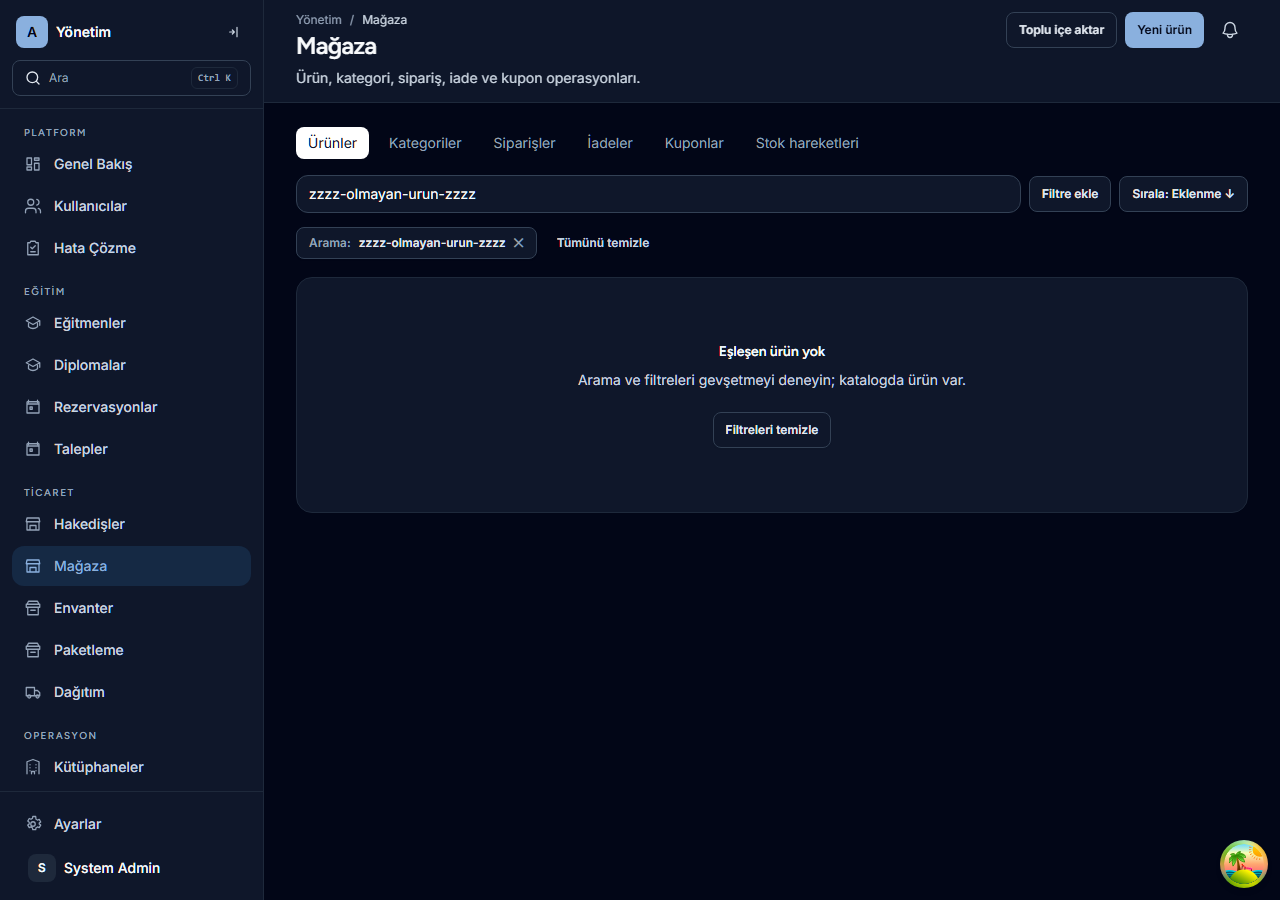 A Yönetim
Ara Ctrl K
PLATFORM
Genel Bakış
Kullanıcılar
Hata Çözme
EĞİTİM
Eğitmenler
Diplomalar
Rezervasyonlar
Talepler
TİCARET
Hakedişler
Mağaza
Envanter
Paketleme
Dağıtım
OPERASYON
Kütüphaneler
Ayarlar
S System Admin
Yönetim / Mağaza
Mağaza
Ürün, kategori, sipariş, iade ve kupon operasyonları.
Toplu içe aktar Yeni ürün
Ürünler Kategoriler Siparişler İadeler Kuponlar Stok hareketleri
zzzz-olmayan-urun-zzzz Filtre ekle Sırala: Eklenme ↓
Arama: zzzz-olmayan-urun-zzzz Tümünü temizle
Eşleşen ürün yok
Arama ve filtreleri gevşetmeyi deneyin; katalogda ürün var.
Filtreleri temizle